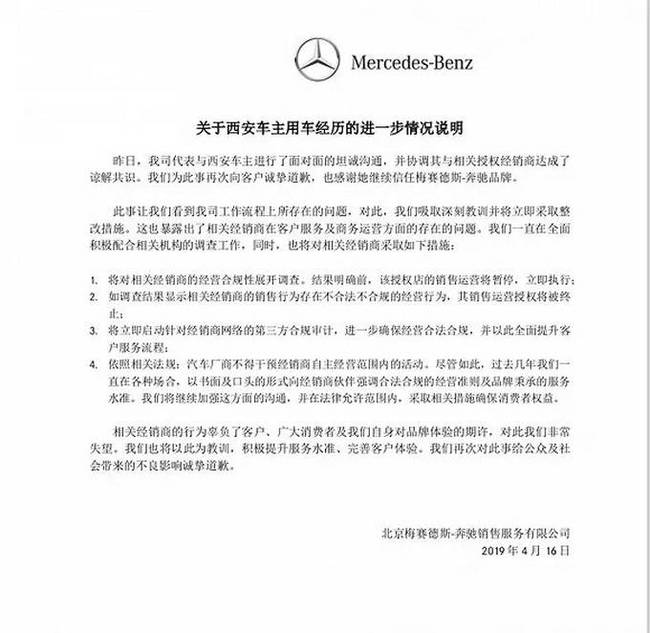 Mercedes-Benz
关于西安车主用车经历的进一步情况说明
昨日，我司代表与西安车主进行了面对面的坦诚沟通，并协调其与相关授权经销商达成了
谅解共识。我们为此事再次向客户诚挚道歉，也感谢她继续信任梅赛德斯-奔驰品牌。
此事让我们看到我司工作流程上所存在的问题，对此，我们吸取深刻教训并将立即采取整
改措施。这也暴露出了相关经销商在客户服务及商务运营方面的存在的问题。我们一直在全面
积极配合相关机构的调查工作，同时，也将对相关经销商采取如下措施：
1. 将对相关经销商的经营合规性展开调查。结果明确前，该授权店的销售运营将暂停，立即执行；
2. 如调查结果显示相关经销商的销售行为存在不合法不合规的经营行为，其销售运营授权将被终
止；
3. 将立即启动针对经销商网络的第三方合规审计，进一步确保经营合法合规，并以此全面提升客
户服务流程；
4. 依照相关法规：汽车厂商不得干预经销商自主经营范围内的活动。尽管如此，过去几年我们一
直在各种场合，以书面及口头的形式向经销商伙伴强调合法合规的经营准则及品牌秉承的服务
水准。我们将继续加强这方面的沟通，并在法律允许范围内，采取相关措施确保消费者权益。
相关经销商的行为辜负了客户、广大消费者及我们自身对品牌体验的期许，对此我们非常
失望。我们也将以此为教训，积极提升服务水准、完善客户体验。我们再次对此事给公众及社
会带来的不良影响诚挚道歉。
北京梅赛德斯-奔驰销售服务有限公司
2019 年 4 月 16 日